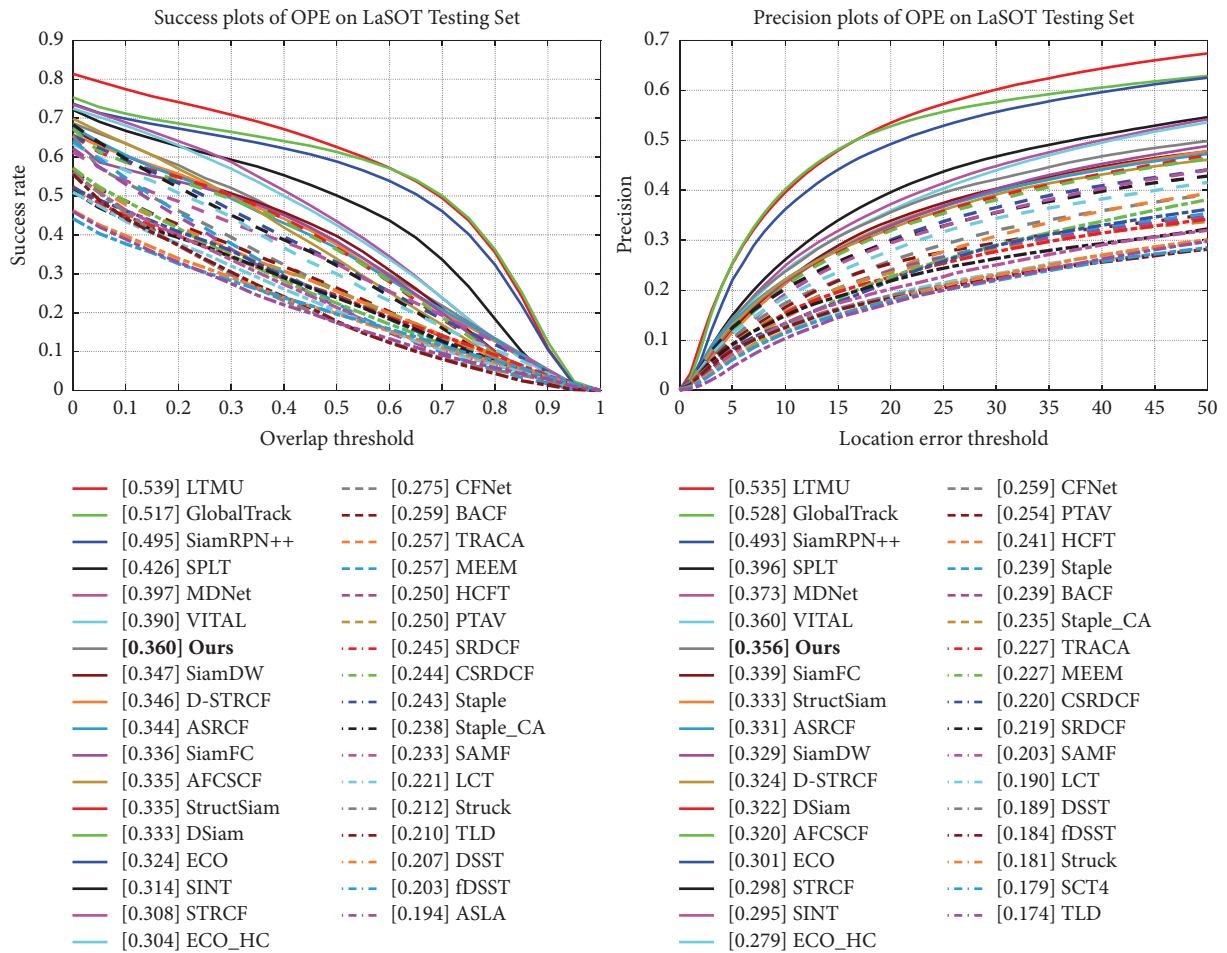 Success plots of OPE on LaSOT Testing Set
0.9
0.8
0.7
0.6
0.5
0.4
0.3
0.2
0.1
0
Success rate
0 0.1 0.2 0.3 0.4 0.5 0.6 0.7 0.8 0.9 1
Overlap threshold
[0.539] LTMU
[0.517] GlobalTrack
[0.495] SiamRPN++
[0.426] SPLT
[0.397] MDNet
[0.390] VITAL
[0.360] Ours
[0.347] SiamDW
[0.346] D-STRCF
[0.344] ASRCF
[0.336] SiamFC
[0.335] AFCSCF
[0.335] StructSiam
[0.333] DSiam
[0.324] ECO
[0.314] SINT
[0.308] STRCF
[0.304] ECO_HC
[0.275] CFNet
[0.259] BACF
[0.257] TRACA
[0.257] MEEM
[0.250] HCFT
[0.250] PTAV
[0.245] SRDCF
[0.244] CSRDCF
[0.243] Staple
[0.238] Staple_CA
[0.233] SAMF
[0.221] LCT
[0.212] Struck
[0.210] TLD
[0.207] DSST
[0.203] fDSST
[0.194] ASLA
Precision plots of OPE on LaSOT Testing Set
0.7
0.6
0.5
0.4
0.3
0.2
0.1
0
Precision
0 5 10 15 20 25 30 35 40 45 50
Location error threshold
[0.535] LTMU
[0.528] GlobalTrack
[0.493] SiamRPN++
[0.396] SPLT
[0.373] MDNet
[0.360] VITAL
[0.356] Ours
[0.339] SiamFC
[0.333] StructSiam
[0.331] ASRCF
[0.329] SiamDW
[0.324] D-STRCF
[0.322] DSiam
[0.320] AFCSCF
[0.301] ECO
[0.298] STRCF
[0.295] SINT
[0.279] ECO_HC
[0.259] CFNet
[0.254] PTAV
[0.241] HCFT
[0.239] Staple
[0.239] BACF
[0.235] Staple_CA
[0.227] TRACA
[0.227] MEEM
[0.220] CSRDCF
[0.219] SRDCF
[0.203] SAMF
[0.190] LCT
[0.189] DSST
[0.184] fDSST
[0.181] Struck
[0.179] SCT4
[0.174] TLD